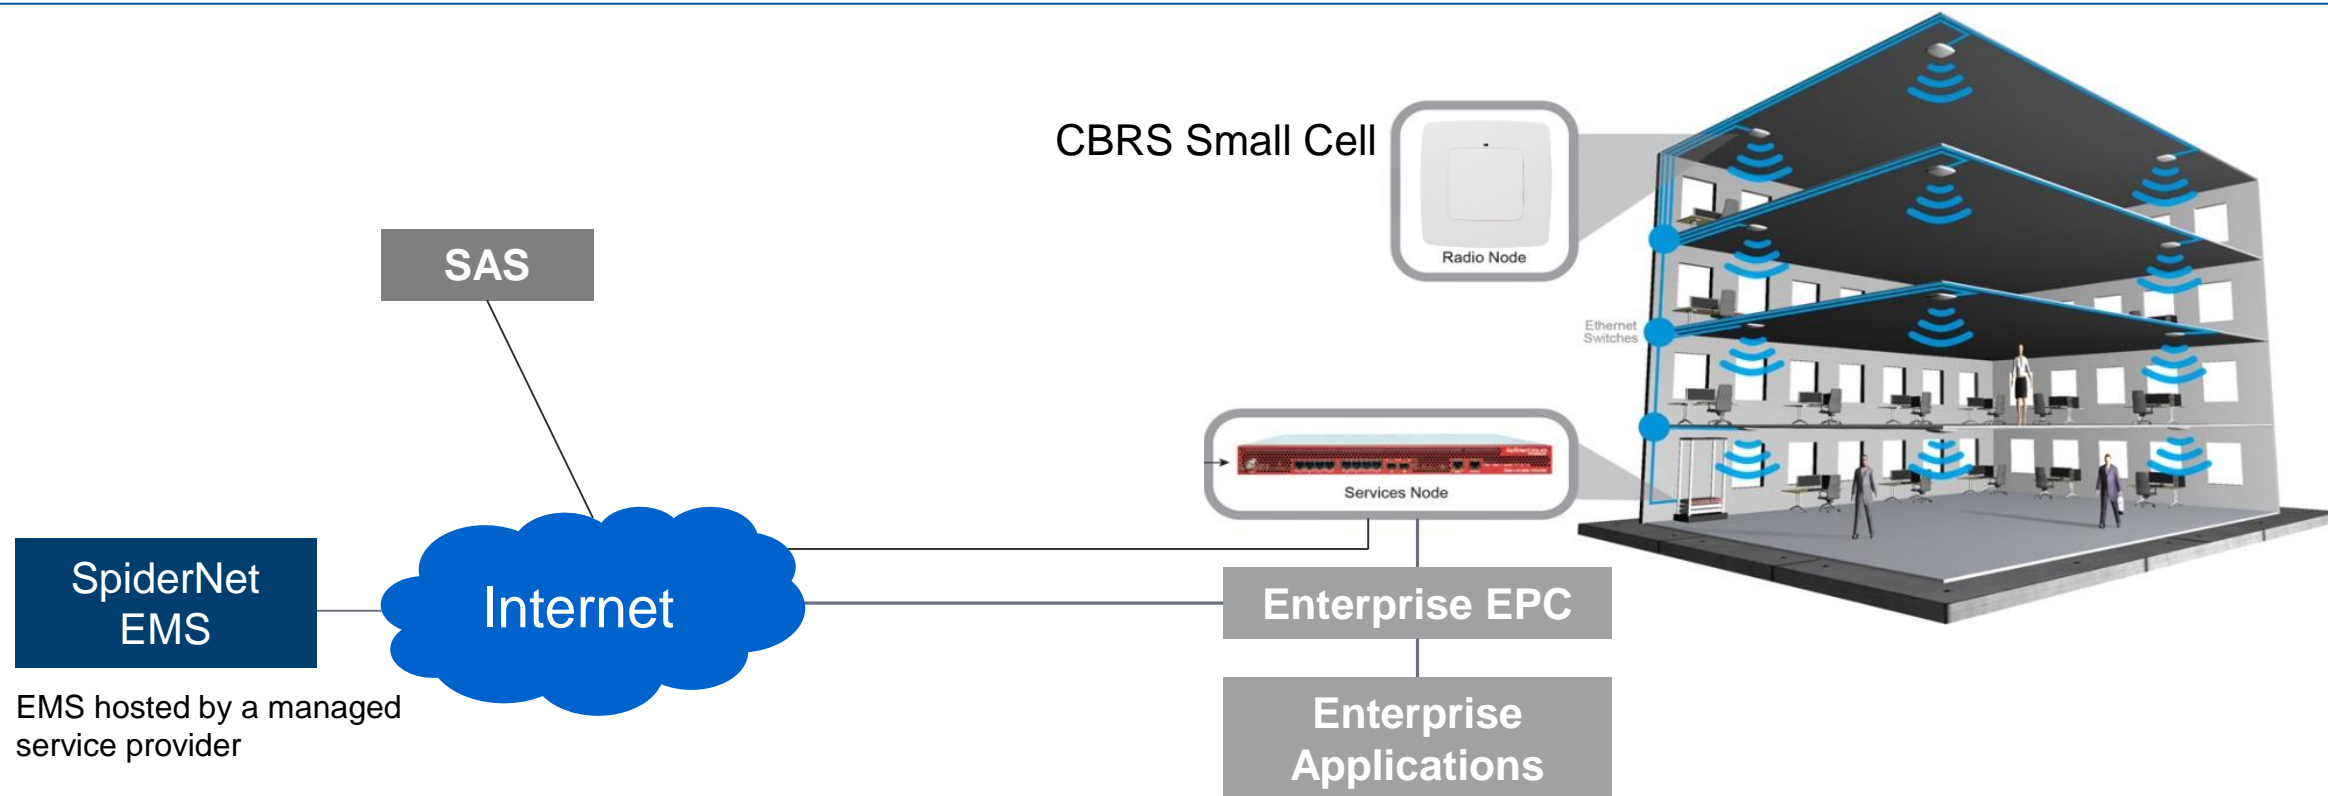 CBRS Small Cell
Radio Node
SAS
Ethernet
Switches
Services Node
SpiderNet
EMS
Internet
Enterprise EPC
EMS hosted by a managed
service provider
Enterprise
Applications